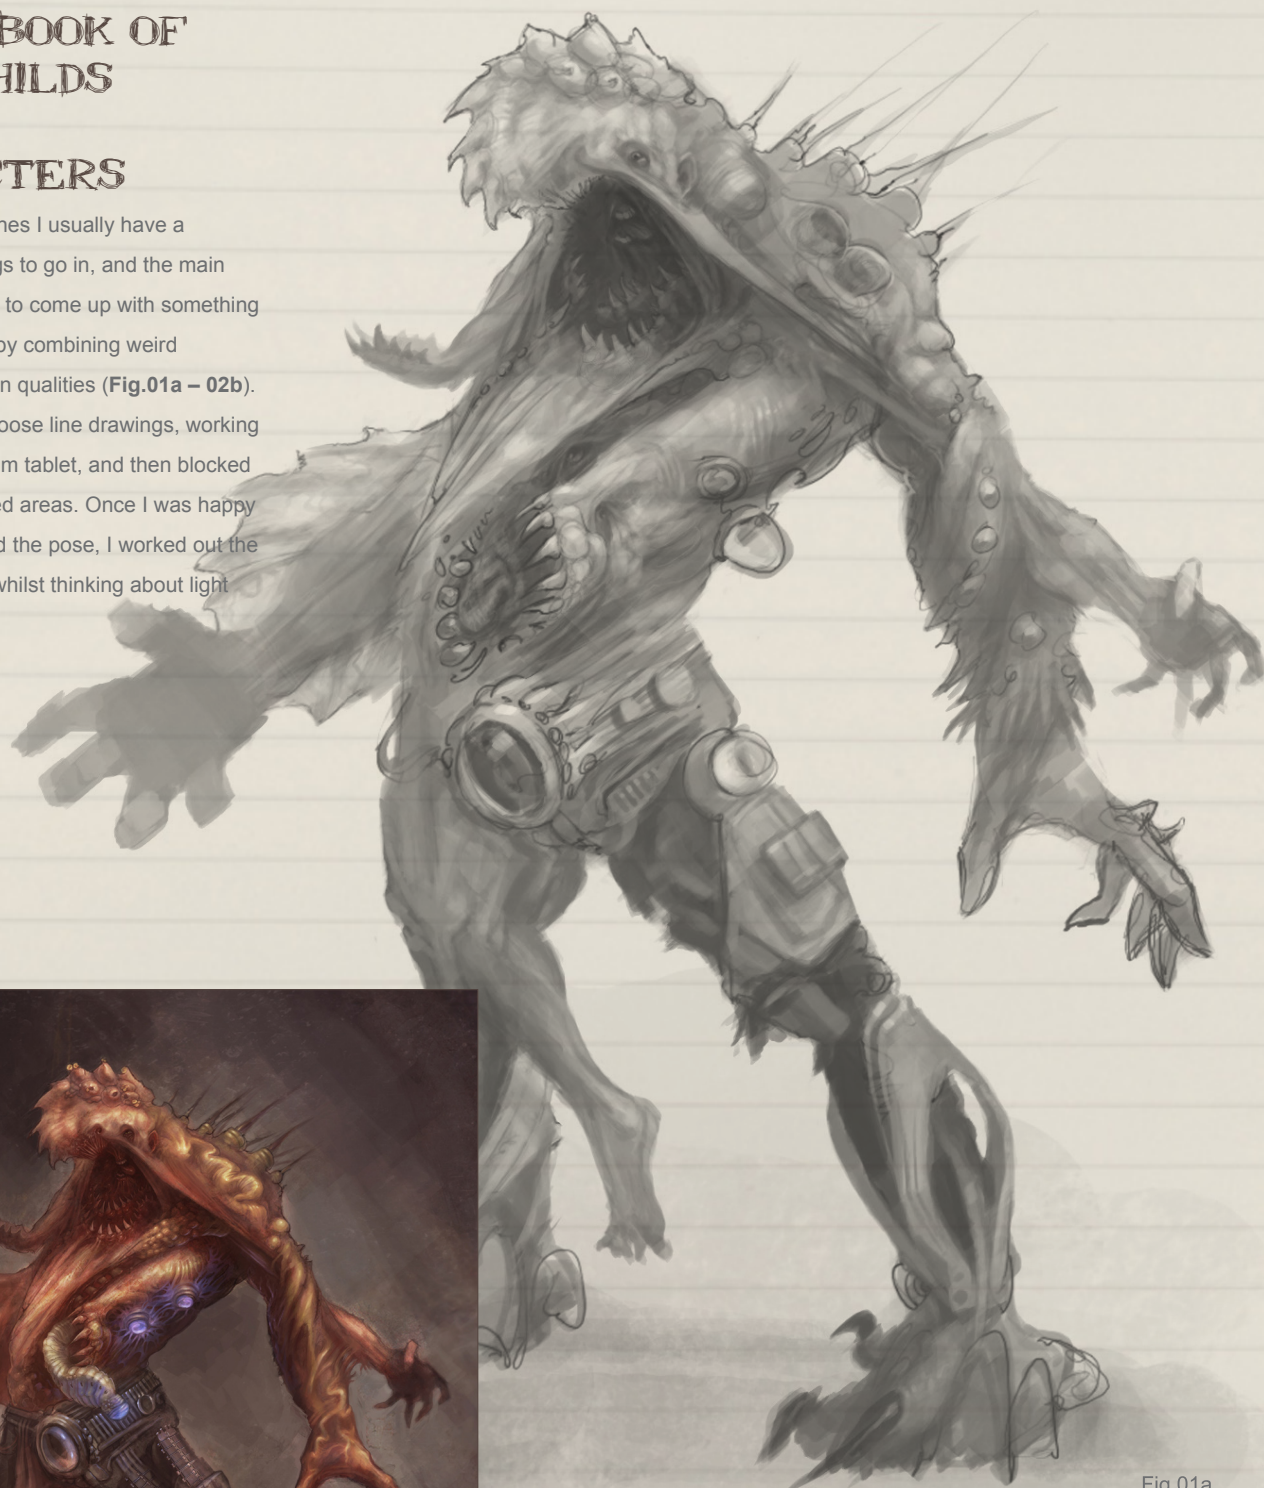 BOOK OF
HILDS
TERS
nes I usually have a
gs to go in, and the main
to come up with something
by combining weird
n qualities (Fig.01a – 02b).
oose line drawings, working
m tablet, and then blocked
ed areas. Once I was happy
d the pose, I worked out the
whilst thinking about light
Fig.01a